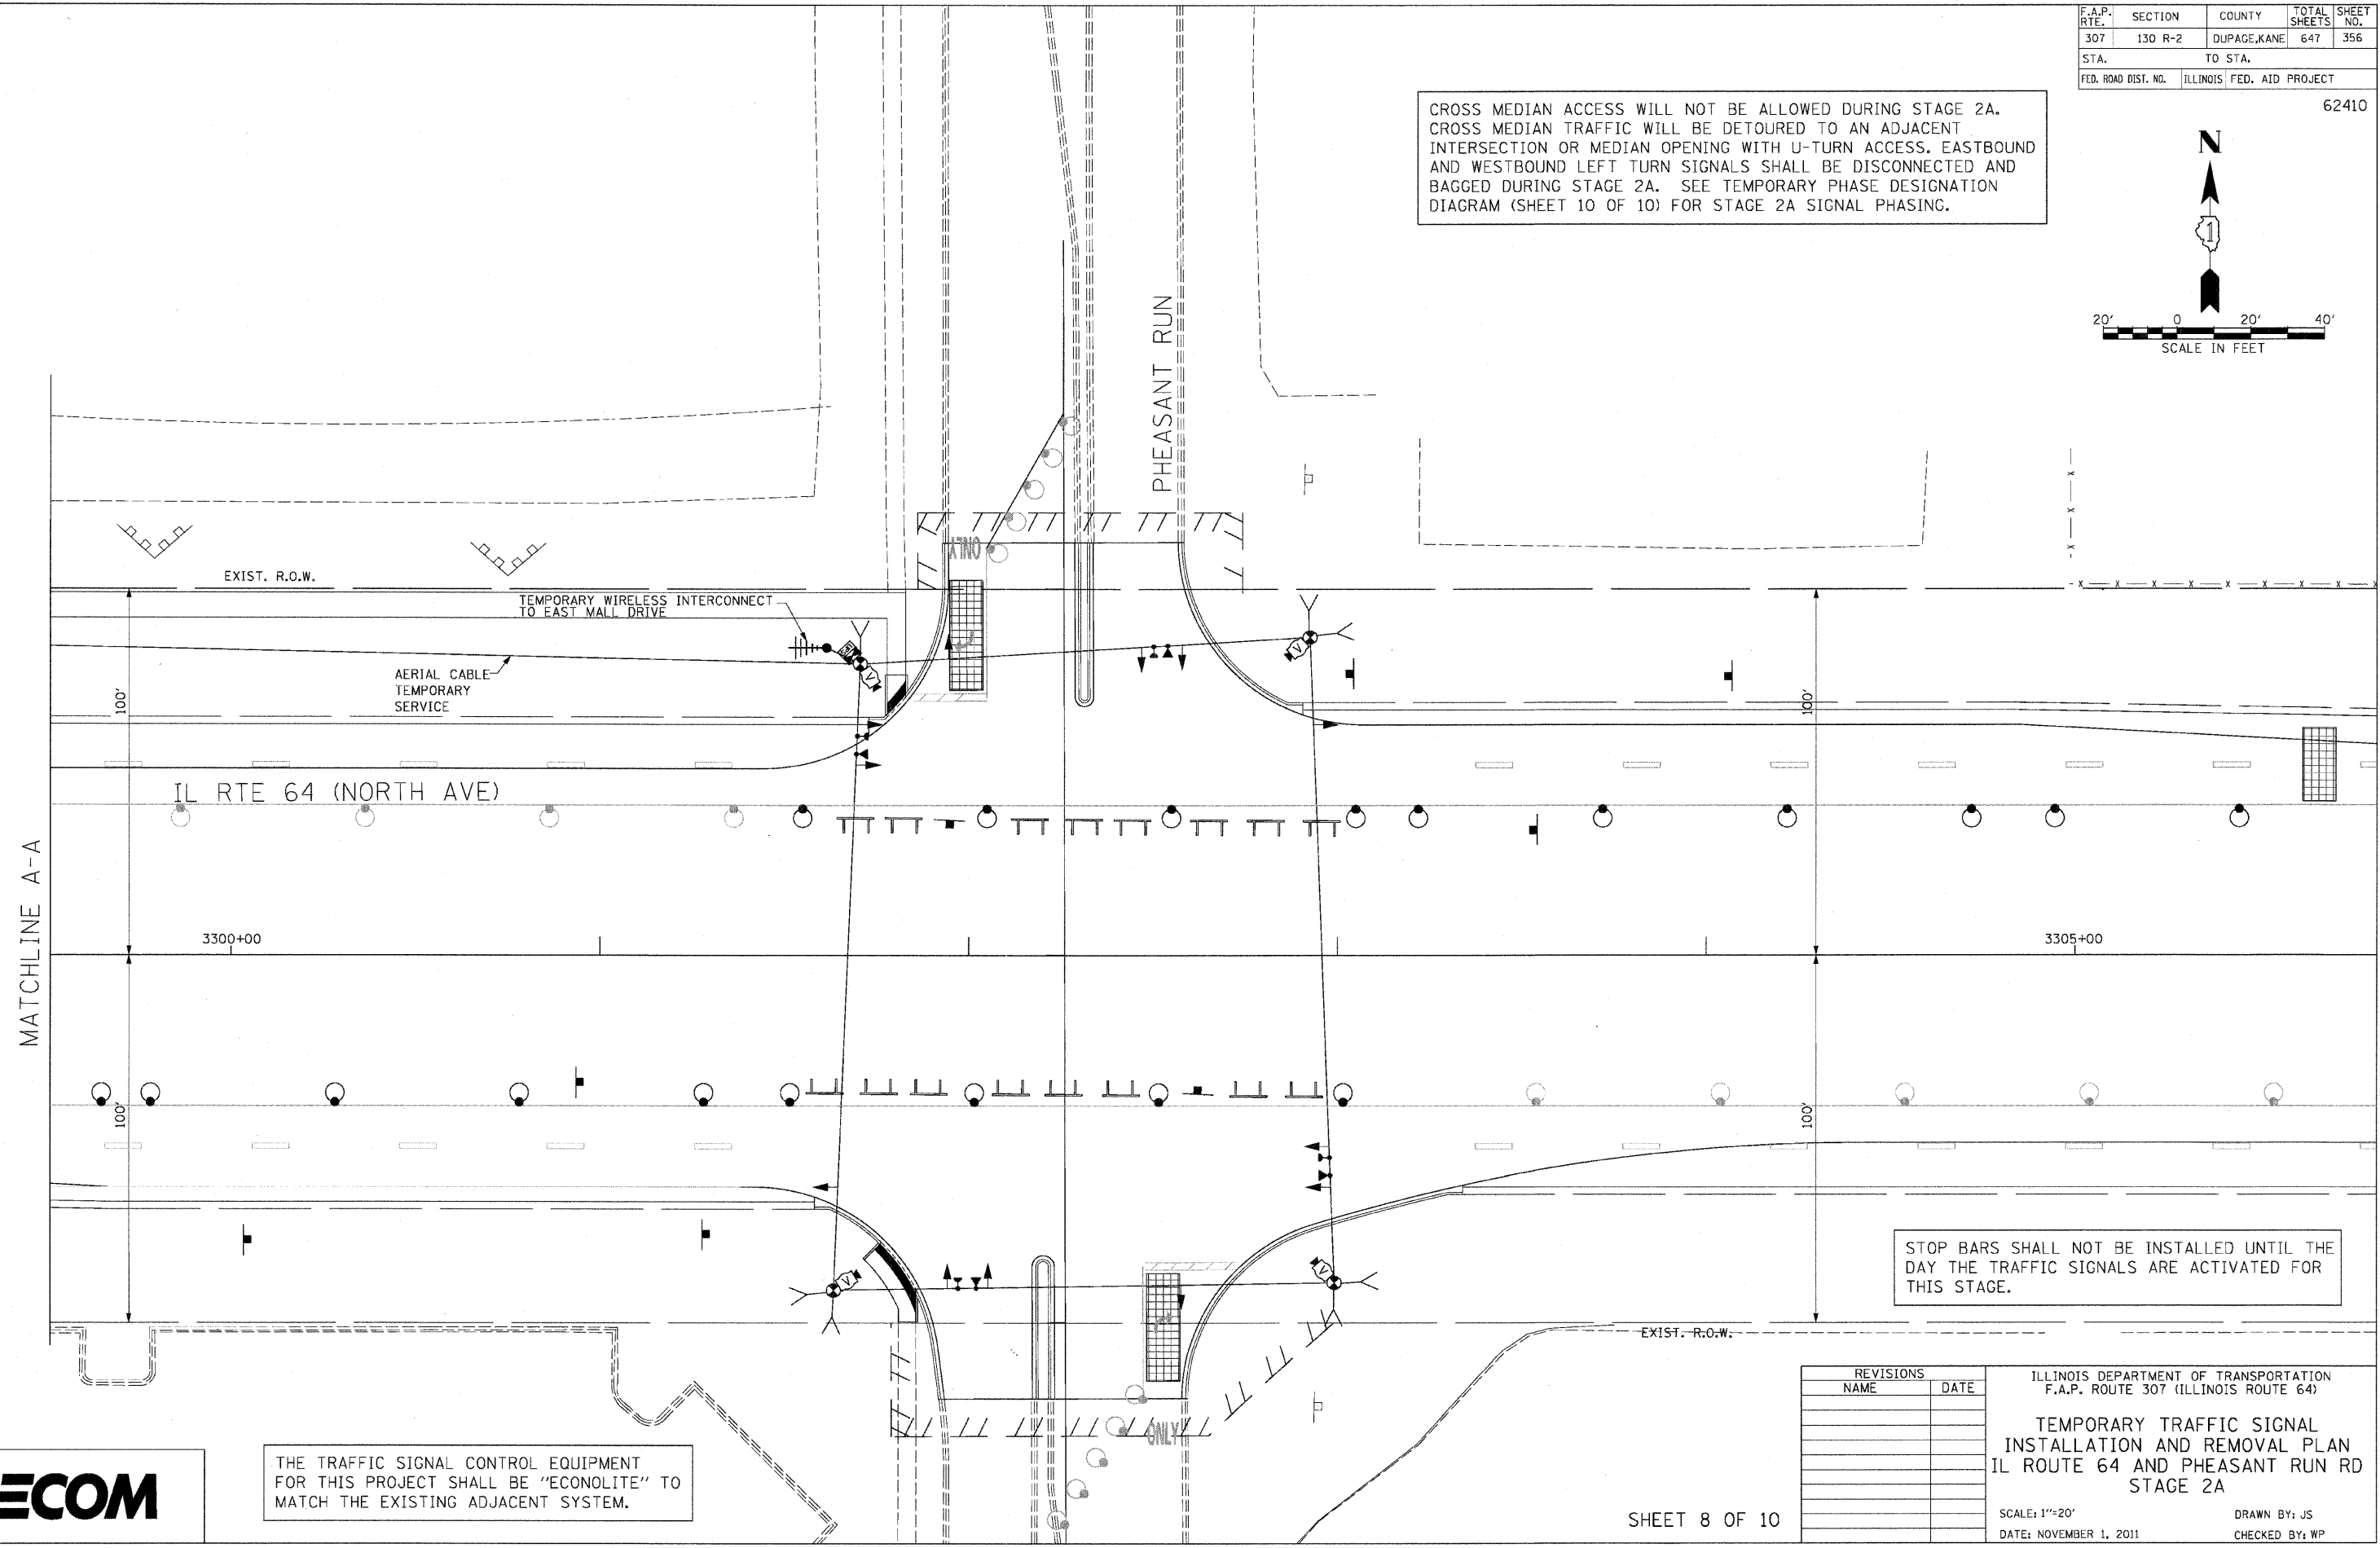 F.A.P. RTE. SECTION COUNTY TOTAL SHEETS SHEET NO.
307 130 R-2 DUPAGE,KANE 647 356
STA. TO STA.
FED. ROAD DIST. NO. ILLINOIS FED. AID PROJECT
62410
CROSS MEDIAN ACCESS WILL NOT BE ALLOWED DURING STAGE 2A.
CROSS MEDIAN TRAFFIC WILL BE DETOURED TO AN ADJACENT
INTERSECTION OR MEDIAN OPENING WITH U-TURN ACCESS. EASTBOUND
AND WESTBOUND LEFT TURN SIGNALS SHALL BE DISCONNECTED AND
BAGGED DURING STAGE 2A. SEE TEMPORARY PHASE DESIGNATION
DIAGRAM (SHEET 10 OF 10) FOR STAGE 2A SIGNAL PHASING.
N
1
20' 0 20' 40'
SCALE IN FEET
PHEASANT RUN
ONLY
EXIST. R.O.W.
TEMPORARY WIRELESS INTERCONNECT
TO EAST MALL DRIVE
AERIAL CABLE
TEMPORARY
SERVICE
V
V
100'
100'
IL RTE 64 (NORTH AVE)
MATCHLINE A-A
3300+00
3305+00
100'
100'
V
V
STOP BARS SHALL NOT BE INSTALLED UNTIL THE
DAY THE TRAFFIC SIGNALS ARE ACTIVATED FOR
THIS STAGE.
EXIST. R.O.W.
ONLY
THE TRAFFIC SIGNAL CONTROL EQUIPMENT
FOR THIS PROJECT SHALL BE "ECONOLITE" TO
MATCH THE EXISTING ADJACENT SYSTEM.
ECOM
SHEET 8 OF 10
REVISIONS
NAME DATE
ILLINOIS DEPARTMENT OF TRANSPORTATION
F.A.P. ROUTE 307 (ILLINOIS ROUTE 64)
TEMPORARY TRAFFIC SIGNAL
INSTALLATION AND REMOVAL PLAN
IL ROUTE 64 AND PHEASANT RUN RD
STAGE 2A
SCALE: 1"=20' DRAWN BY: JS
DATE: NOVEMBER 1, 2011 CHECKED BY: WP